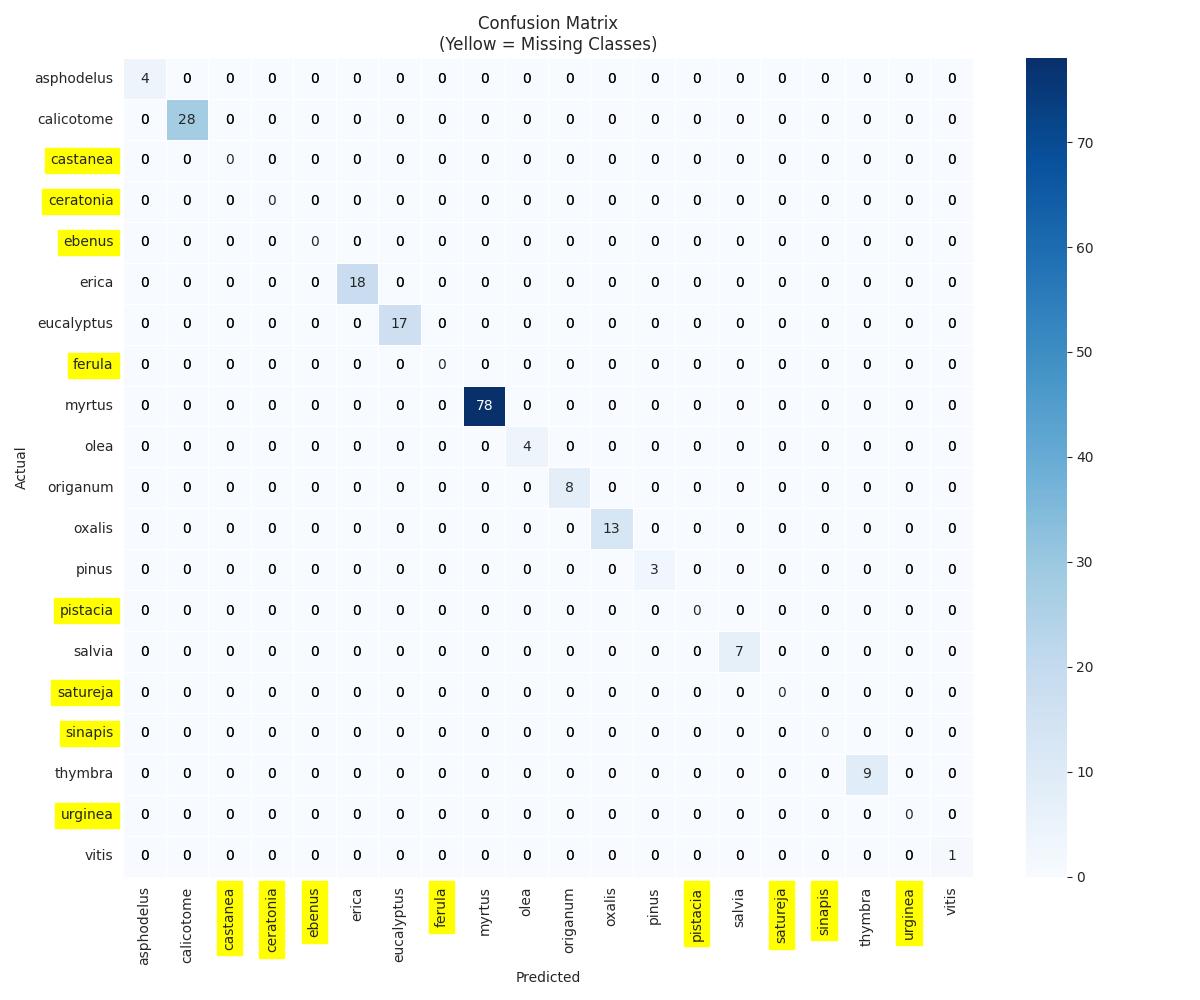 Confusion Matrix
(Yellow = Missing Classes)
asphodelus 4 0 0 0 0 0 0 0 0 0 0 0 0 0 0 0 0 0 0 0
calicotome 0 28 0 0 0 0 0 0 0 0 0 0 0 0 0 0 0 0 0 0
castanea 0 0 0 0 0 0 0 0 0 0 0 0 0 0 0 0 0 0 0 0
ceratonia 0 0 0 0 0 0 0 0 0 0 0 0 0 0 0 0 0 0 0 0
ebenus 0 0 0 0 0 0 0 0 0 0 0 0 0 0 0 0 0 0 0 0
erica 0 0 0 0 0 18 0 0 0 0 0 0 0 0 0 0 0 0 0 0
eucalyptus 0 0 0 0 0 0 17 0 0 0 0 0 0 0 0 0 0 0 0 0
ferula 0 0 0 0 0 0 0 0 0 0 0 0 0 0 0 0 0 0 0 0
myrtus 0 0 0 0 0 0 0 0 78 0 0 0 0 0 0 0 0 0 0 0
olea 0 0 0 0 0 0 0 0 0 4 0 0 0 0 0 0 0 0 0 0
origanum 0 0 0 0 0 0 0 0 0 0 8 0 0 0 0 0 0 0 0 0
oxalis 0 0 0 0 0 0 0 0 0 0 0 13 0 0 0 0 0 0 0 0
pinus 0 0 0 0 0 0 0 0 0 0 0 0 3 0 0 0 0 0 0 0
pistacia 0 0 0 0 0 0 0 0 0 0 0 0 0 0 0 0 0 0 0 0
salvia 0 0 0 0 0 0 0 0 0 0 0 0 0 0 7 0 0 0 0 0
satureja 0 0 0 0 0 0 0 0 0 0 0 0 0 0 0 0 0 0 0 0
sinapis 0 0 0 0 0 0 0 0 0 0 0 0 0 0 0 0 0 0 0 0
thymbra 0 0 0 0 0 0 0 0 0 0 0 0 0 0 0 0 0 9 0 0
urginea 0 0 0 0 0 0 0 0 0 0 0 0 0 0 0 0 0 0 0 0
vitis 0 0 0 0 0 0 0 0 0 0 0 0 0 0 0 0 0 0 0 1
Actual
asphodelus
calicotome
castanea
ceratonia
ebenus
erica
eucalyptus
ferula
myrtus
olea
origanum
oxalis
pinus
pistacia
salvia
satureja
sinapis
thymbra
urginea
vitis
Predicted
70
60
50
40
30
20
10
0